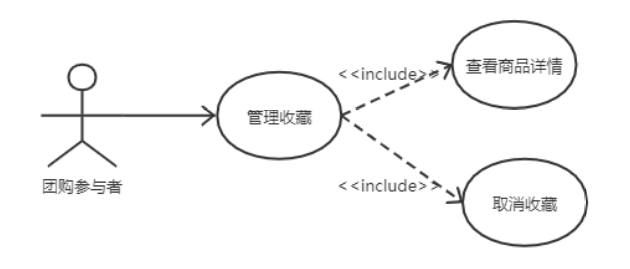 <<include>>
查看商品详情
管理收藏
团购参与者
<<include>>
取消收藏